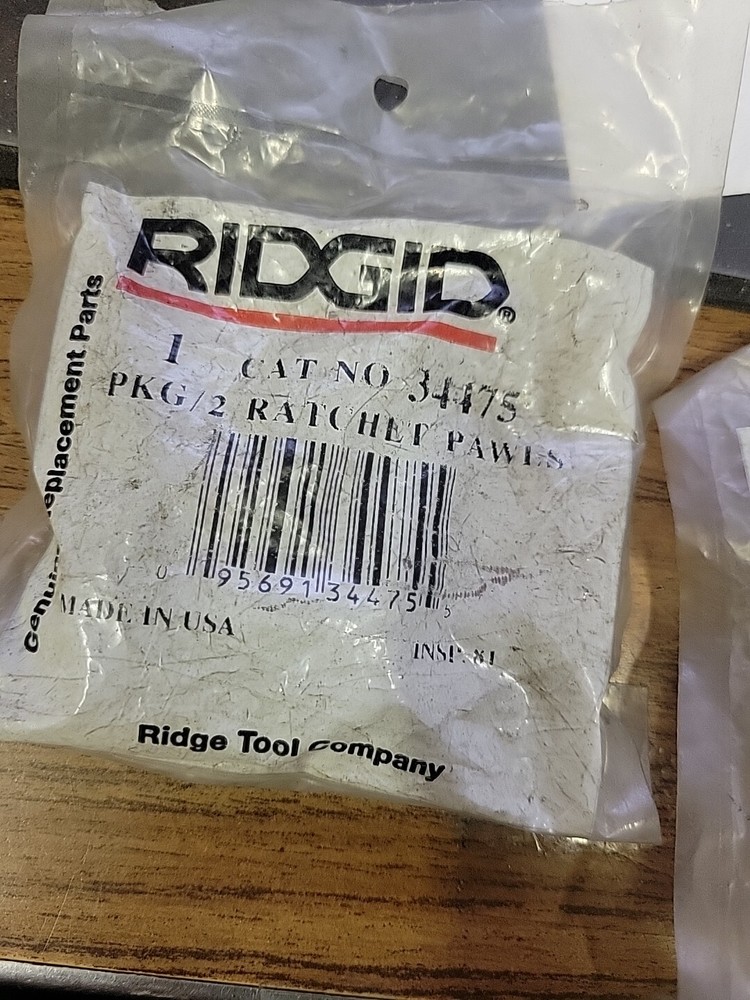 RIDGID®
1 CAT NO 34475
PKG/2 RATCHET PAWLS
0 95691 34475 5
MADE IN USA
INSP. 81
Ridge Tool Company
Genuine Replacement Parts